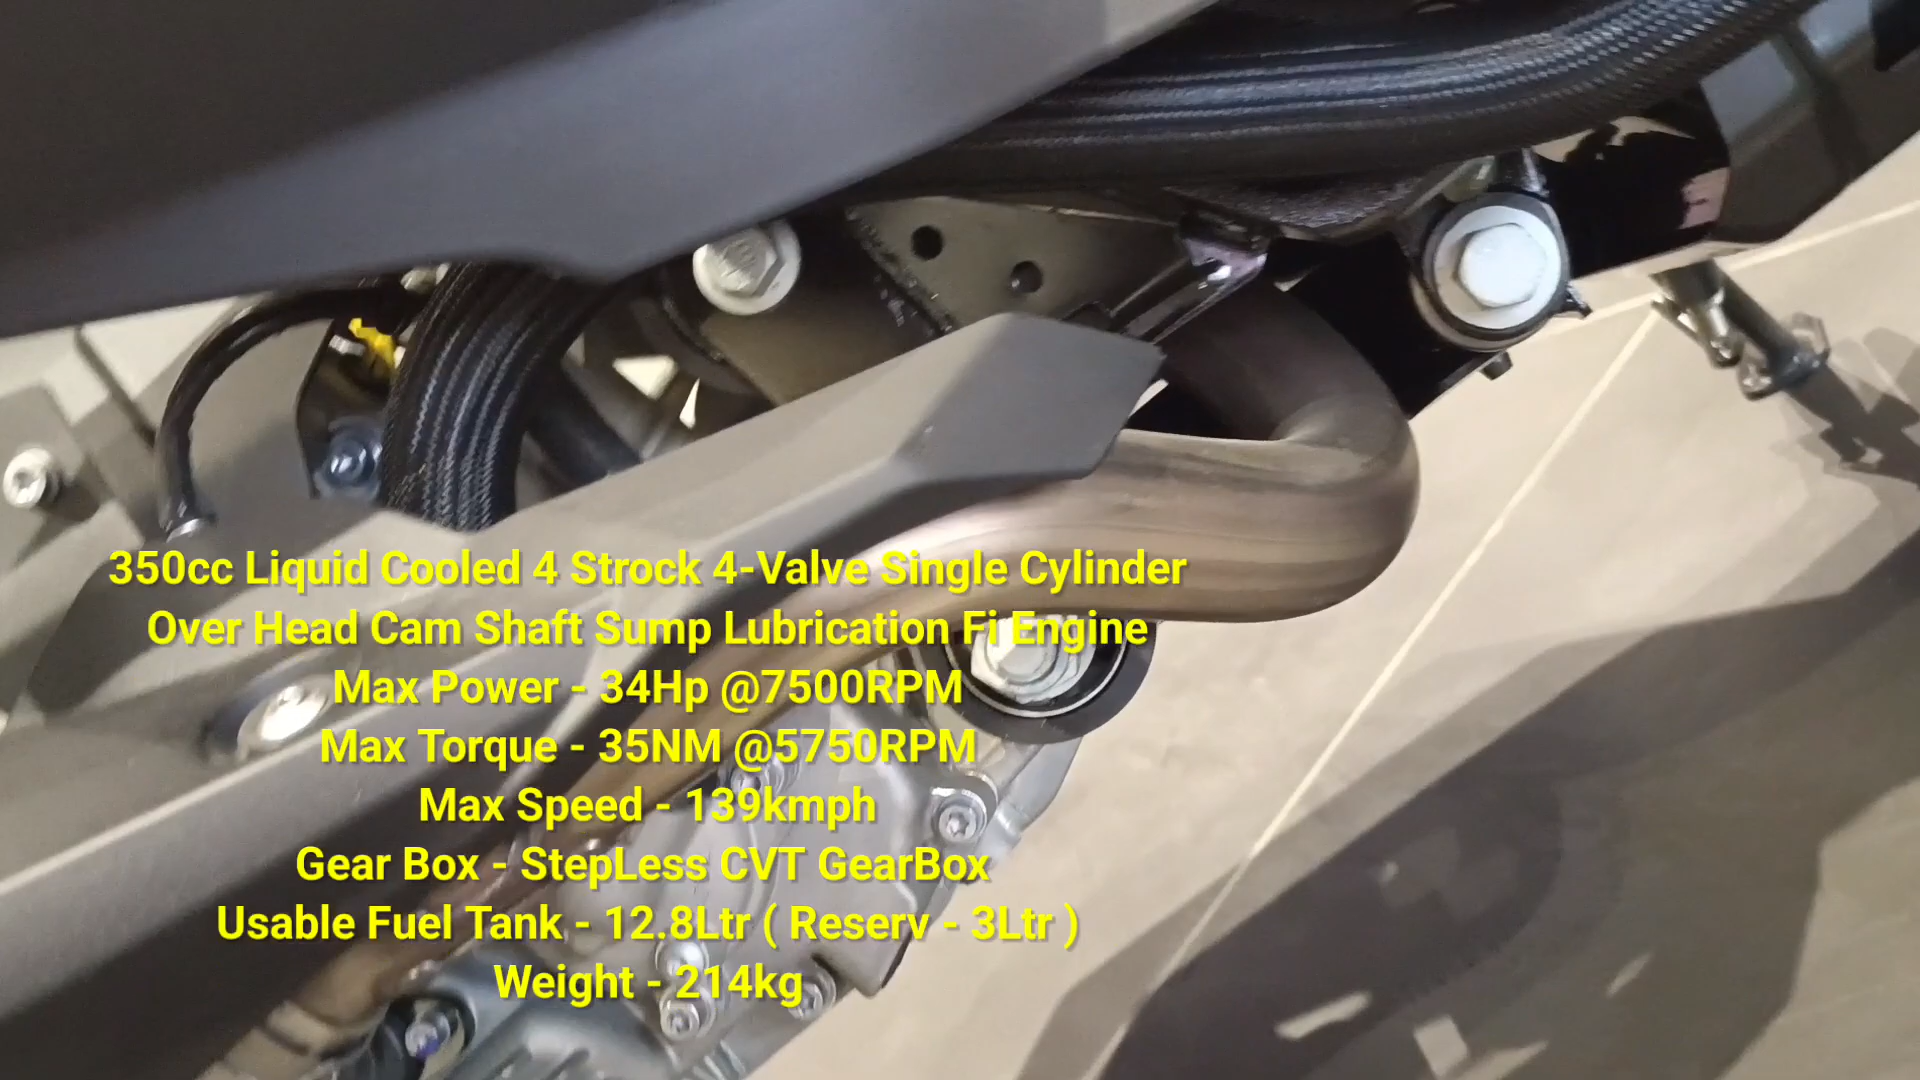 350cc Liquid Cooled 4 Strock 4-Valve Single Cylinder
Over Head Cam Shaft Sump Lubrication Fi Engine
Max Power - 34Hp @7500RPM
Max Torque - 35NM @5750RPM
Max Speed - 139kmph
Gear Box - StepLess CVT GearBox
Usable Fuel Tank - 12.8Ltr ( Reserv - 3Ltr )
Weight - 214kg